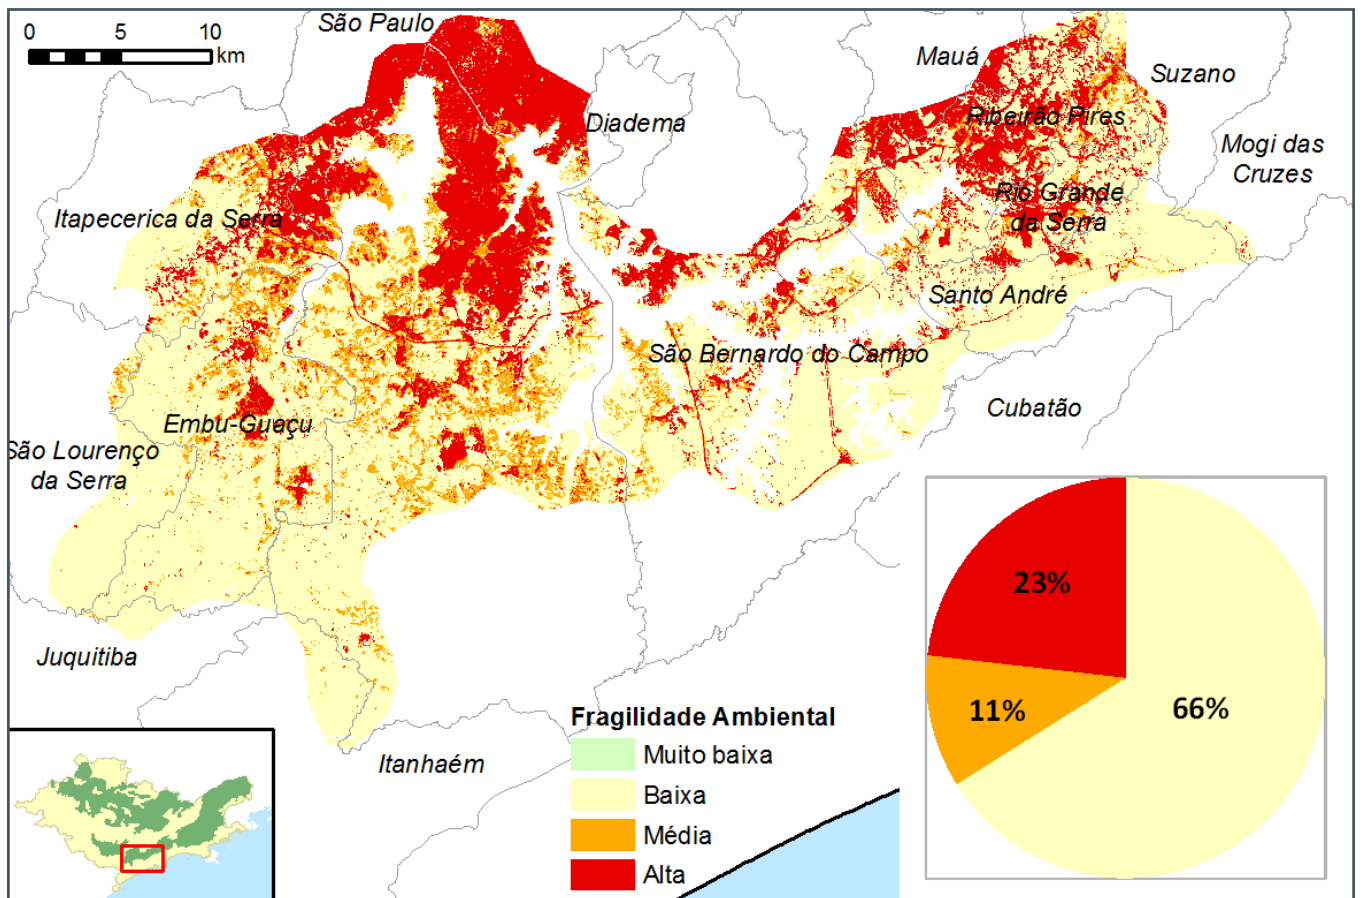 São Paulo
0 5 10
km
Mauá
Suzano
Diadema
Ribeirão Pires
Mogi das
Cruzes
Rio Grande
da Serra
Itapecerica da Serra
Santo André
São Bernardo do Campo
Cubatão
Embu-Guaçu
São Lourenço
da Serra
Juquitiba
Itanhaém
23%
11%
66%
Fragilidade Ambiental
Muito baixa
Baixa
Média
Alta